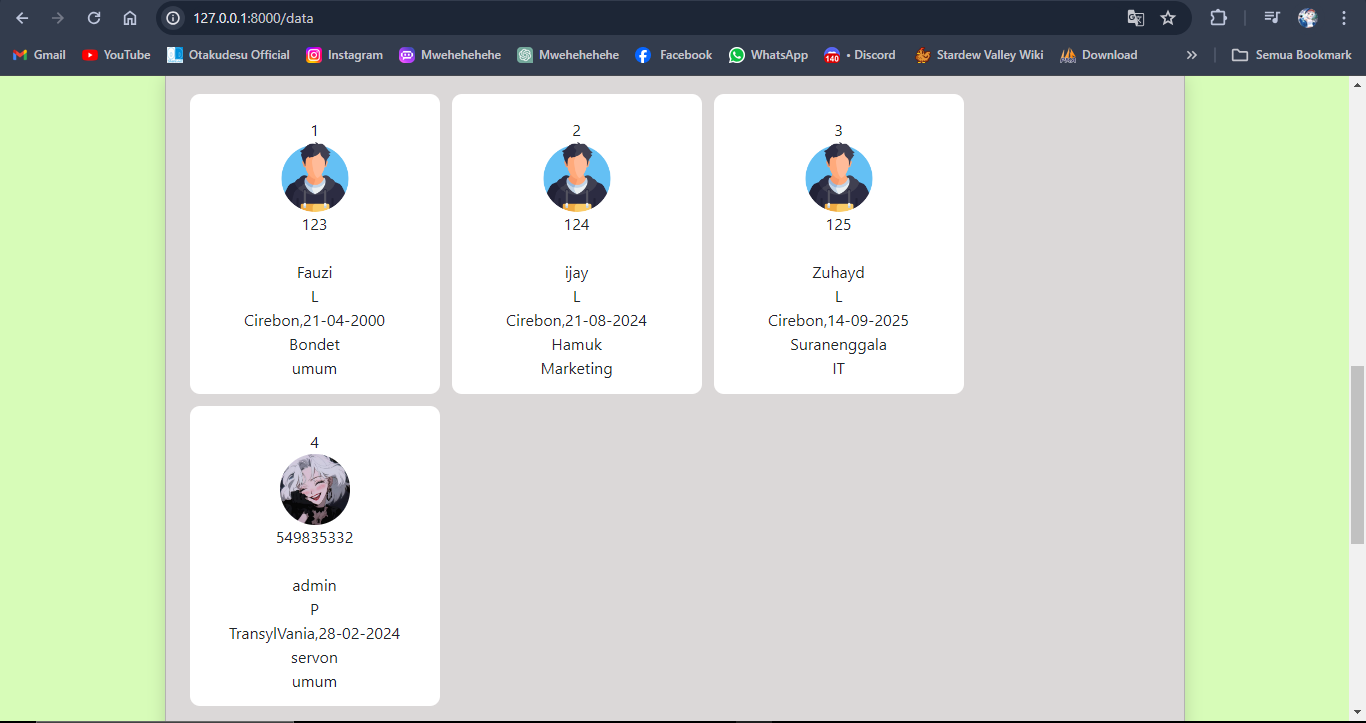 127.0.0.1:8000/data
Gmail
YouTube
Otakudesu Official
Instagram
Mwehehehehe
Mwehehehehe
Facebook
WhatsApp
140
• Discord
Stardew Valley Wiki
Download
»
Semua Bookmark
1
123
Fauzi
L
Cirebon,21-04-2000
Bondet
umum
2
124
ijay
L
Cirebon,21-08-2024
Hamuk
Marketing
3
125
Zuhayd
L
Cirebon,14-09-2025
Suranenggala
IT
4
549835332
admin
P
TransylVania,28-02-2024
servon
umum